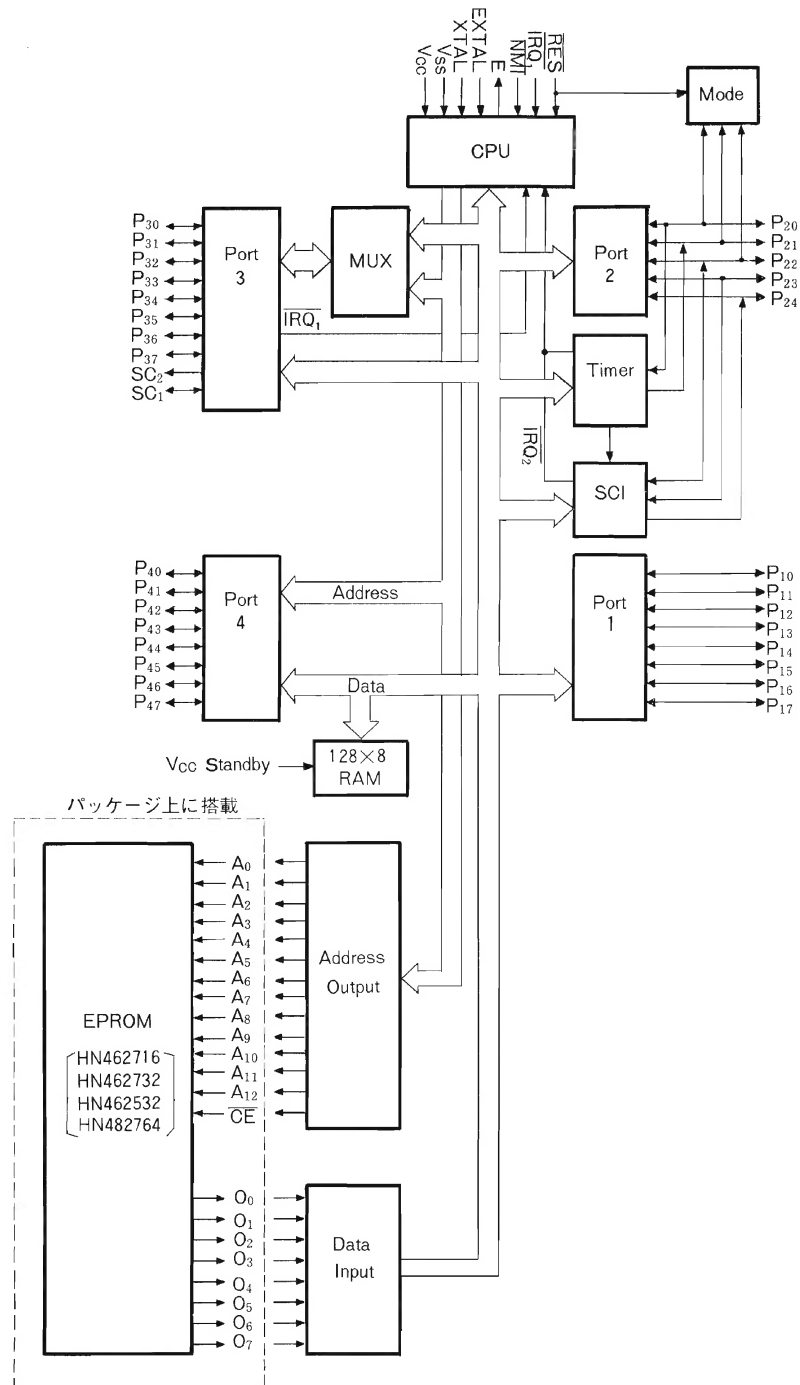 Vcc
Vss
XTAL
EXTAL
E
NMI
IRQ
RES
Mode
CPU
P30
P31
P32
P33
P34
P35
P36
P37
SC2
SC1
Port
3
MUX
IRQ1
Port
2
P20
P21
P22
P23
P24
Timer
IRQ2
SCI
P40
P41
P42
P43
P44
P45
P46
P47
Port
4
Address
Data
Port
1
P10
P11
P12
P13
P14
P15
P16
P17
Vcc Standby
128×8
RAM
パッケージ上に搭載
EPROM
HN462716
HN462732
HN462532
HN482764
A0
A1
A2
A3
A4
A5
A6
A7
A8
A9
A10
A11
A12
CE
Address
Output
O0
O1
O2
O3
O4
O5
O6
O7
Data
Input